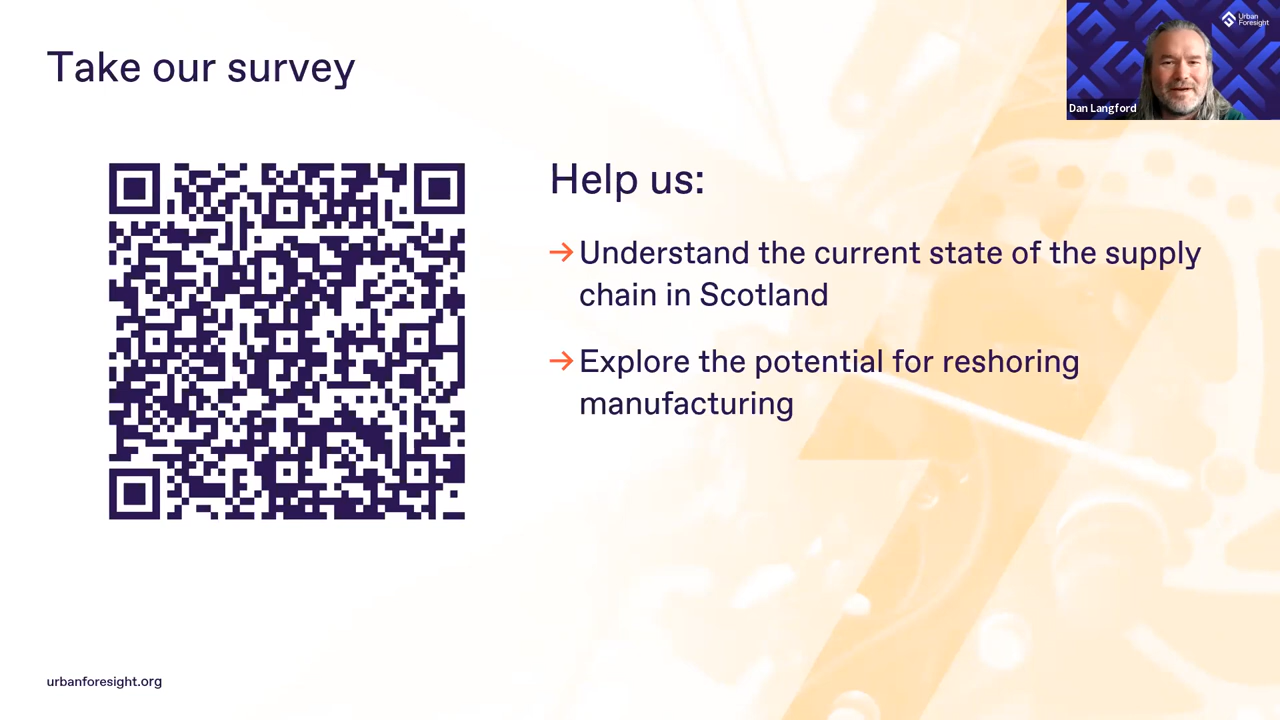 Take our survey
Urban
Foresight
Dan Langford
Help us:
→ Understand the current state of the supply
chain in Scotland
→ Explore the potential for reshoring
manufacturing
urbanforesight.org